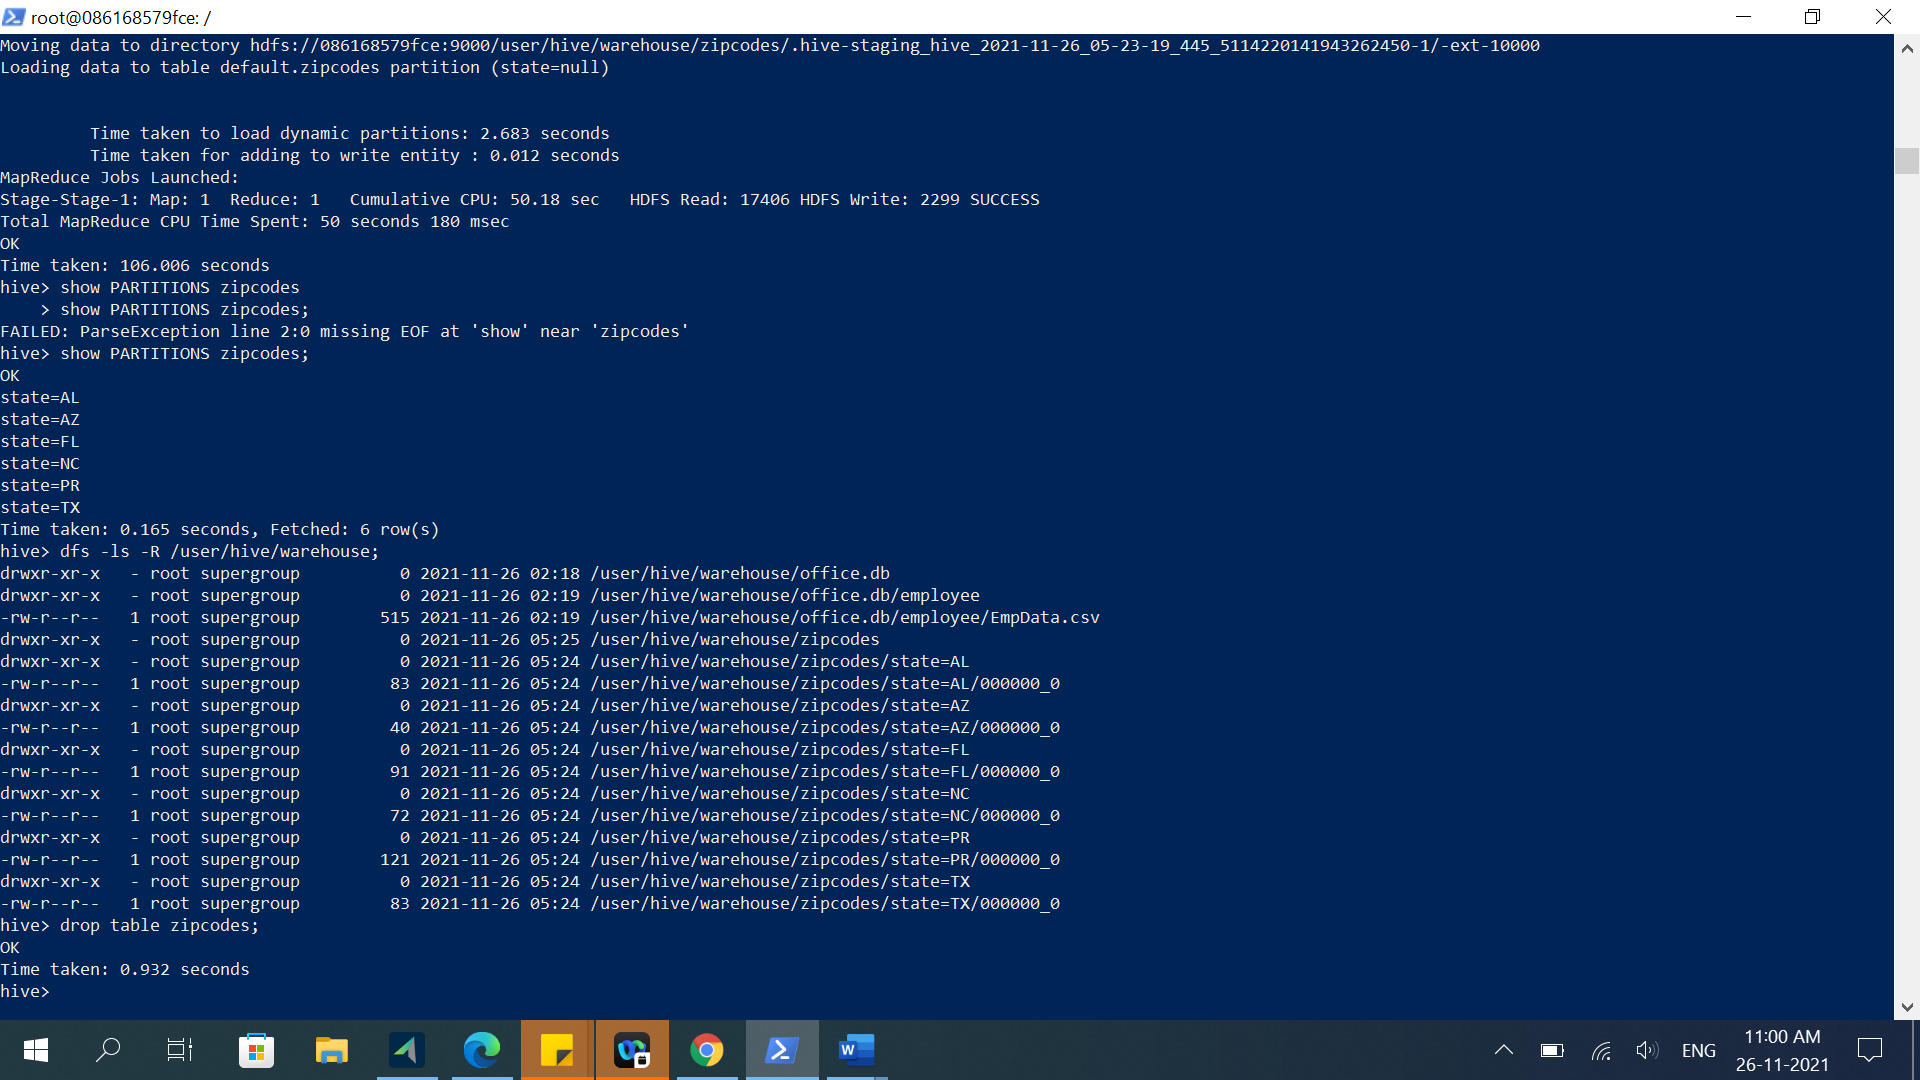 root@086168579fce: /
Moving data to directory hdfs://086168579fce:9000/user/hive/warehouse/zipcodes/.hive-staging_hive_2021-11-26_05-23-19_445_5114220141943262450-1/-ext-10000
Loading data to table default.zipcodes partition (state=null)
Time taken to load dynamic partitions: 2.683 seconds
Time taken for adding to write entity : 0.012 seconds
MapReduce Jobs Launched:
Stage-Stage-1: Map: 1  Reduce: 1   Cumulative CPU: 50.18 sec   HDFS Read: 17406 HDFS Write: 2299 SUCCESS
Total MapReduce CPU Time Spent: 50 seconds 180 msec
OK
Time taken: 106.006 seconds
hive> show PARTITIONS zipcodes
    > show PARTITIONS zipcodes;
FAILED: ParseException line 2:0 missing EOF at 'show' near 'zipcodes'
hive> show PARTITIONS zipcodes;
OK
state=AL
state=AZ
state=FL
state=NC
state=PR
state=TX
Time taken: 0.165 seconds, Fetched: 6 row(s)
hive> dfs -ls -R /user/hive/warehouse;
drwxr-xr-x   - root supergroup          0 2021-11-26 02:18 /user/hive/warehouse/office.db
drwxr-xr-x   - root supergroup          0 2021-11-26 02:19 /user/hive/warehouse/office.db/employee
-rw-r--r--   1 root supergroup        515 2021-11-26 02:19 /user/hive/warehouse/office.db/employee/EmpData.csv
drwxr-xr-x   - root supergroup          0 2021-11-26 05:25 /user/hive/warehouse/zipcodes
drwxr-xr-x   - root supergroup          0 2021-11-26 05:24 /user/hive/warehouse/zipcodes/state=AL
-rw-r--r--   1 root supergroup         83 2021-11-26 05:24 /user/hive/warehouse/zipcodes/state=AL/000000_0
drwxr-xr-x   - root supergroup          0 2021-11-26 05:24 /user/hive/warehouse/zipcodes/state=AZ
-rw-r--r--   1 root supergroup         40 2021-11-26 05:24 /user/hive/warehouse/zipcodes/state=AZ/000000_0
drwxr-xr-x   - root supergroup          0 2021-11-26 05:24 /user/hive/warehouse/zipcodes/state=FL
-rw-r--r--   1 root supergroup         91 2021-11-26 05:24 /user/hive/warehouse/zipcodes/state=FL/000000_0
drwxr-xr-x   - root supergroup          0 2021-11-26 05:24 /user/hive/warehouse/zipcodes/state=NC
-rw-r--r--   1 root supergroup         72 2021-11-26 05:24 /user/hive/warehouse/zipcodes/state=NC/000000_0
drwxr-xr-x   - root supergroup          0 2021-11-26 05:24 /user/hive/warehouse/zipcodes/state=PR
-rw-r--r--   1 root supergroup        121 2021-11-26 05:24 /user/hive/warehouse/zipcodes/state=PR/000000_0
drwxr-xr-x   - root supergroup          0 2021-11-26 05:24 /user/hive/warehouse/zipcodes/state=TX
-rw-r--r--   1 root supergroup         83 2021-11-26 05:24 /user/hive/warehouse/zipcodes/state=TX/000000_0
hive> drop table zipcodes;
OK
Time taken: 0.932 seconds
hive>
W
ENG
11:00 AM
26-11-2021